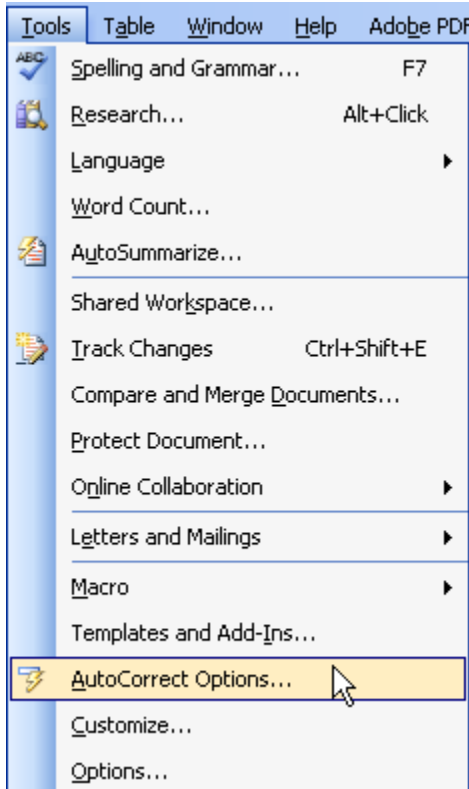 Tools Table Window Help Adobe PDF
ABC
Spelling and Grammar... F7
Research... Alt+Click
Language
Word Count...
AutoSummarize...
Shared Workspace...
Track Changes Ctrl+Shift+E
Compare and Merge Documents...
Protect Document...
Online Collaboration
Letters and Mailings
Macro
Templates and Add-Ins...
AutoCorrect Options...
Customize...
Options...